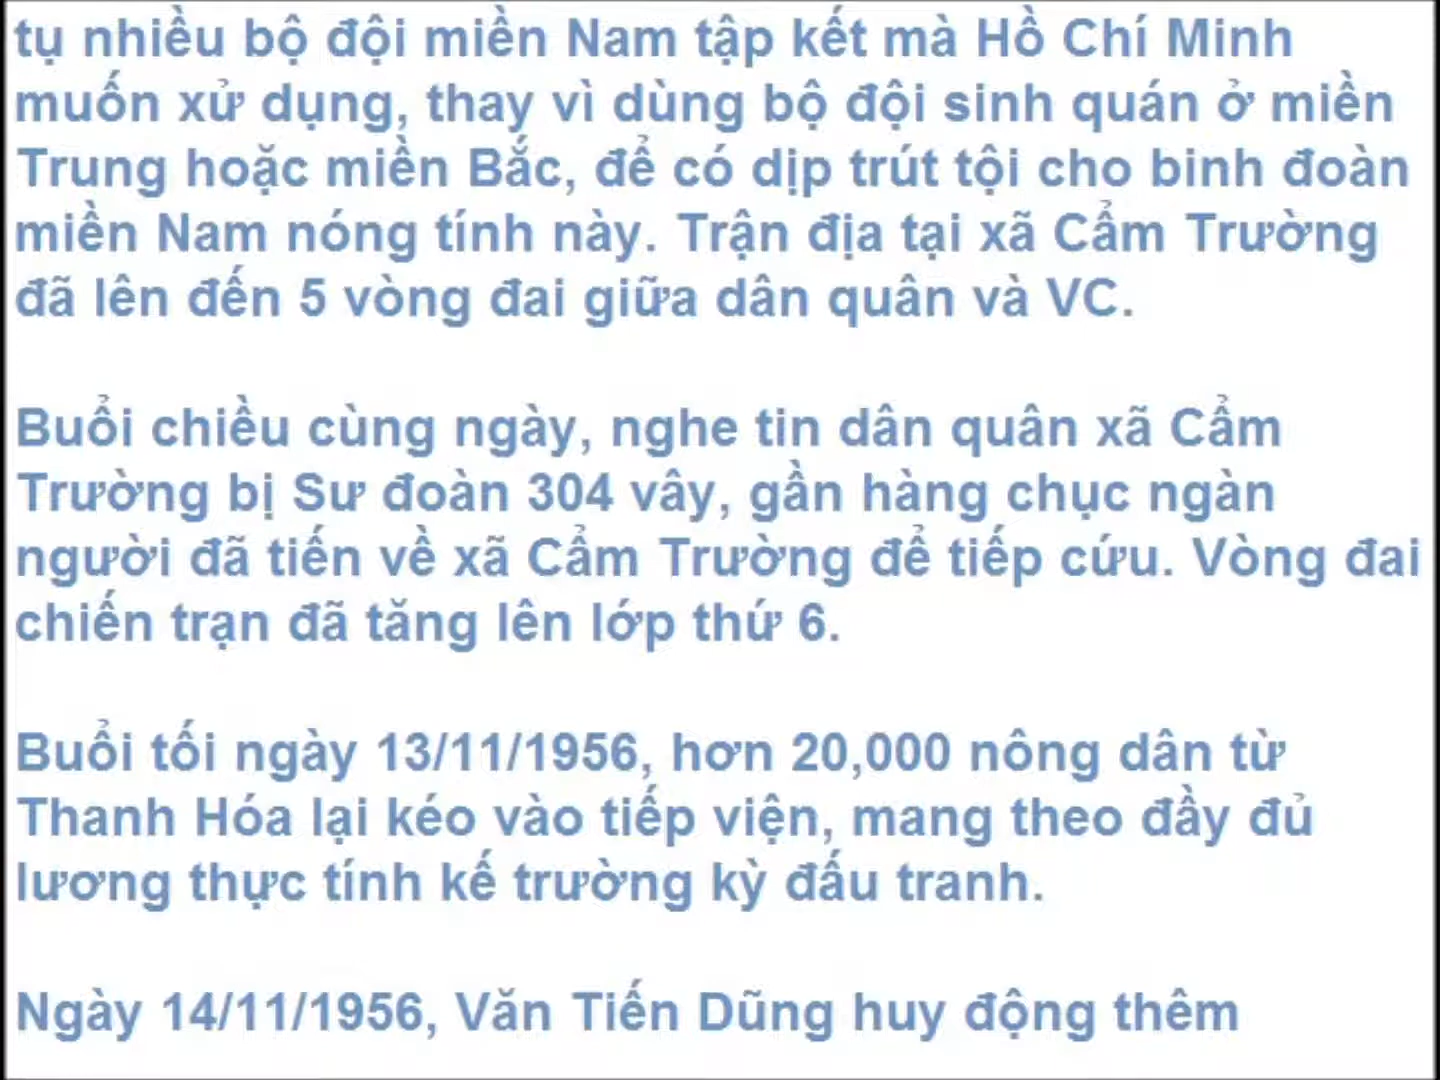 tụ nhiều bộ đội miền Nam tập kết mà Hồ Chí Minh
muốn xử dụng, thay vì dùng bộ đội sinh quán ở miền
Trung hoặc miền Bắc, để có dịp trút tội cho binh đoàn
miền Nam nóng tính này. Trận địa tại xã Cẩm Trường
đã lên đến 5 vòng đai giữa dân quân và VC.
Buổi chiều cùng ngày, nghe tin dân quân xã Cẩm
Trường bị Sư đoàn 304 vây, gần hàng chục ngàn
người đã tiến về xã Cẩm Trường để tiếp cứu. Vòng đai
chiến trạn đã tăng lên lớp thứ 6.
Buổi tối ngày 13/11/1956, hơn 20,000 nông dân từ
Thanh Hóa lại kéo vào tiếp viện, mang theo đầy đủ
lương thực tính kế trường kỳ đấu tranh.
Ngày 14/11/1956, Văn Tiến Dũng huy động thêm